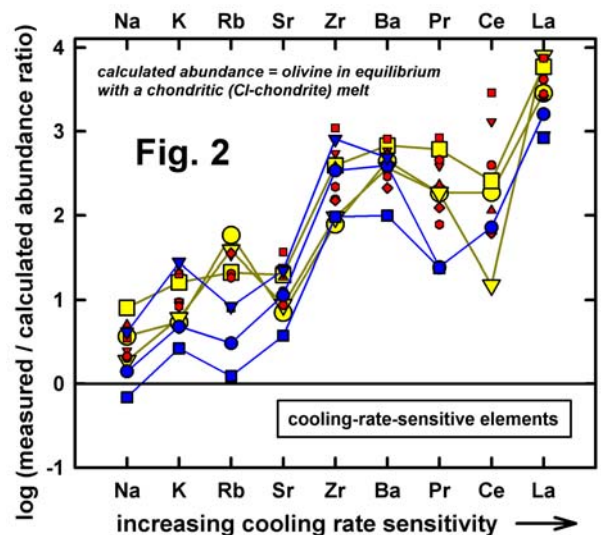 Na K Rb Sr Zr Ba Pr Ce La
4
calculated abundance = olivine in equilibrium
with a chondritic (CI-chondrite) melt
3
Fig. 2
2
1
0
cooling-rate-sensitive elements
-1
log (measured / calculated abundance ratio)
Na K Rb Sr Zr Ba Pr Ce La
increasing cooling rate sensitivity